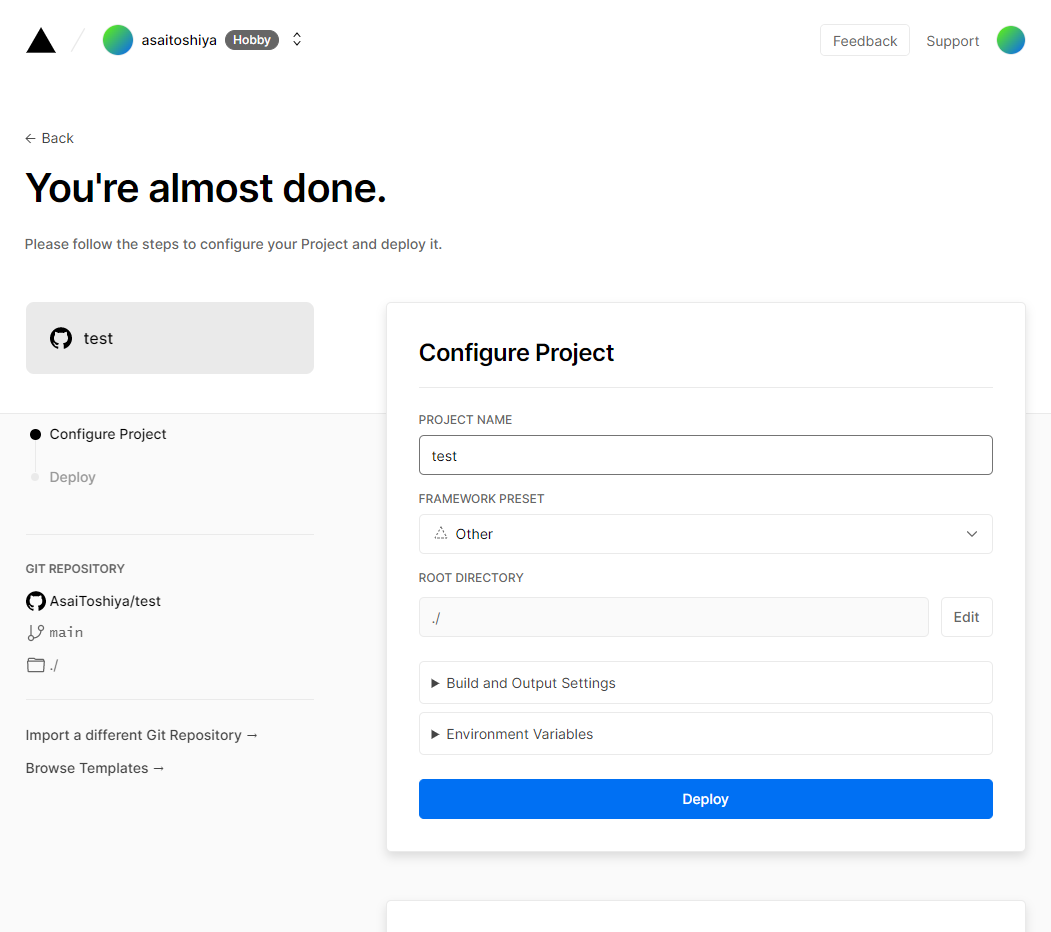 asaitoshiya Hobby
Feedback Support
← Back
You're almost done.
Please follow the steps to configure your Project and deploy it.
test
Configure Project
Deploy
GIT REPOSITORY
AsaiToshiya/test
main
./
Import a different Git Repository →
Browse Templates →
Configure Project
PROJECT NAME
test
FRAMEWORK PRESET
Other
ROOT DIRECTORY
./ Edit
Build and Output Settings
Environment Variables
Deploy